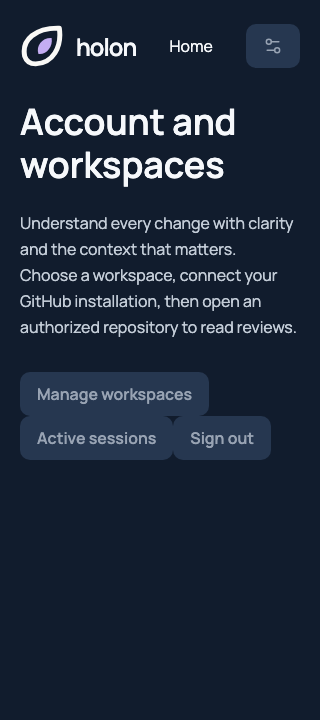 holon
Home
Account and
workspaces
Understand every change with clarity
and the context that matters.
Choose a workspace, connect your
GitHub installation, then open an
authorized repository to read reviews.
Manage workspaces
Active sessions
Sign out